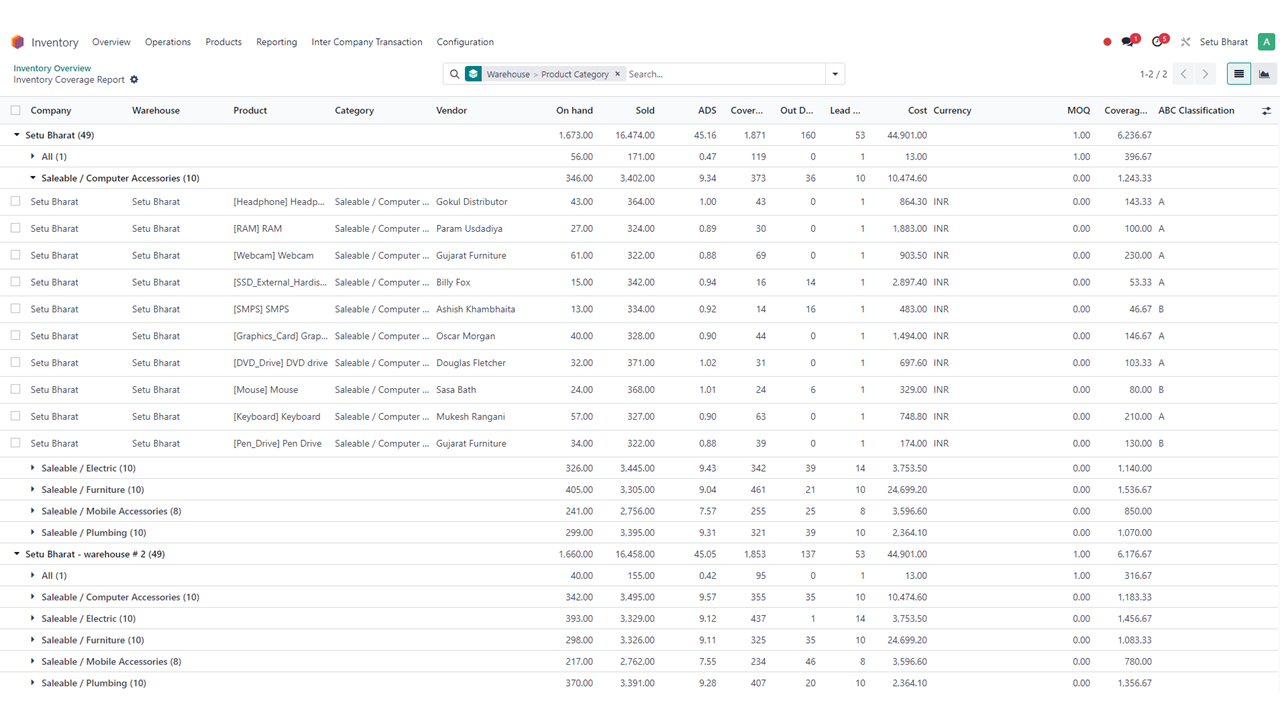 Inventory Overview Operations Products Reporting Inter Company Transaction Configuration 1 5 Setu Bharat A
Inventory Overview
Inventory Coverage Report Warehouse > Product Category × Search... 1-2 / 2
Company Warehouse Product Category Vendor On hand Sold ADS Cover... Out D... Lead ... Cost Currency MOQ Coverag... ABC Classification
Setu Bharat (49) 1,673.00 16,474.00 45.16 1,871 160 53 44,901.00 1.00 6,236.67
All (1) 56.00 171.00 0.47 119 0 1 13.00 1.00 396.67
Saleable / Computer Accessories (10) 346.00 3,402.00 9.34 373 36 10 10,474.60 0.00 1,243.33
Setu Bharat Setu Bharat [Headphone] Headp... Saleable / Computer ... Gokul Distributor 43.00 364.00 1.00 43 0 1 864.30 INR 0.00 143.33 A
Setu Bharat Setu Bharat [RAM] RAM Saleable / Computer ... Param Usdadiya 27.00 324.00 0.89 30 0 1 1,883.00 INR 0.00 100.00 A
Setu Bharat Setu Bharat [Webcam] Webcam Saleable / Computer ... Gujarat Furniture 61.00 322.00 0.88 69 0 1 903.50 INR 0.00 230.00 A
Setu Bharat Setu Bharat [SSD_External_Hardis... Saleable / Computer ... Billy Fox 15.00 342.00 0.94 16 14 1 2,897.40 INR 0.00 53.33 A
Setu Bharat Setu Bharat [SMPS] SMPS Saleable / Computer ... Ashish Khambhaita 13.00 334.00 0.92 14 16 1 483.00 INR 0.00 46.67 B
Setu Bharat Setu Bharat [Graphics_Card] Grap... Saleable / Computer ... Oscar Morgan 40.00 328.00 0.90 44 0 1 1,494.00 INR 0.00 146.67 A
Setu Bharat Setu Bharat [DVD_Drive] DVD drive Saleable / Computer ... Douglas Fletcher 32.00 371.00 1.02 31 0 1 697.60 INR 0.00 103.33 A
Setu Bharat Setu Bharat [Mouse] Mouse Saleable / Computer ... Sasa Bath 24.00 368.00 1.01 24 6 1 329.00 INR 0.00 80.00 B
Setu Bharat Setu Bharat [Keyboard] Keyboard Saleable / Computer ... Mukesh Rangani 57.00 327.00 0.90 63 0 1 748.80 INR 0.00 210.00 A
Setu Bharat Setu Bharat [Pen_Drive] Pen Drive Saleable / Computer ... Gujarat Furniture 34.00 322.00 0.88 39 0 1 174.00 INR 0.00 130.00 B
Saleable / Electric (10) 326.00 3,445.00 9.43 342 39 14 3,753.50 0.00 1,140.00
Saleable / Furniture (10) 405.00 3,305.00 9.04 461 21 10 24,699.20 0.00 1,536.67
Saleable / Mobile Accessories (8) 241.00 2,756.00 7.57 255 25 8 3,596.60 0.00 850.00
Saleable / Plumbing (10) 299.00 3,395.00 9.31 321 39 10 2,364.10 0.00 1,070.00
Setu Bharat - warehouse # 2 (49) 1,660.00 16,458.00 45.05 1,853 137 53 44,901.00 1.00 6,176.67
All (1) 40.00 155.00 0.42 95 0 1 13.00 1.00 316.67
Saleable / Computer Accessories (10) 342.00 3,495.00 9.57 355 35 10 10,474.60 0.00 1,183.33
Saleable / Electric (10) 393.00 3,329.00 9.12 437 1 14 3,753.50 0.00 1,456.67
Saleable / Furniture (10) 298.00 3,326.00 9.11 325 35 10 24,699.20 0.00 1,083.33
Saleable / Mobile Accessories (8) 217.00 2,762.00 7.55 234 46 8 3,596.60 0.00 780.00
Saleable / Plumbing (10) 370.00 3,391.00 9.28 407 20 10 2,364.10 0.00 1,356.67